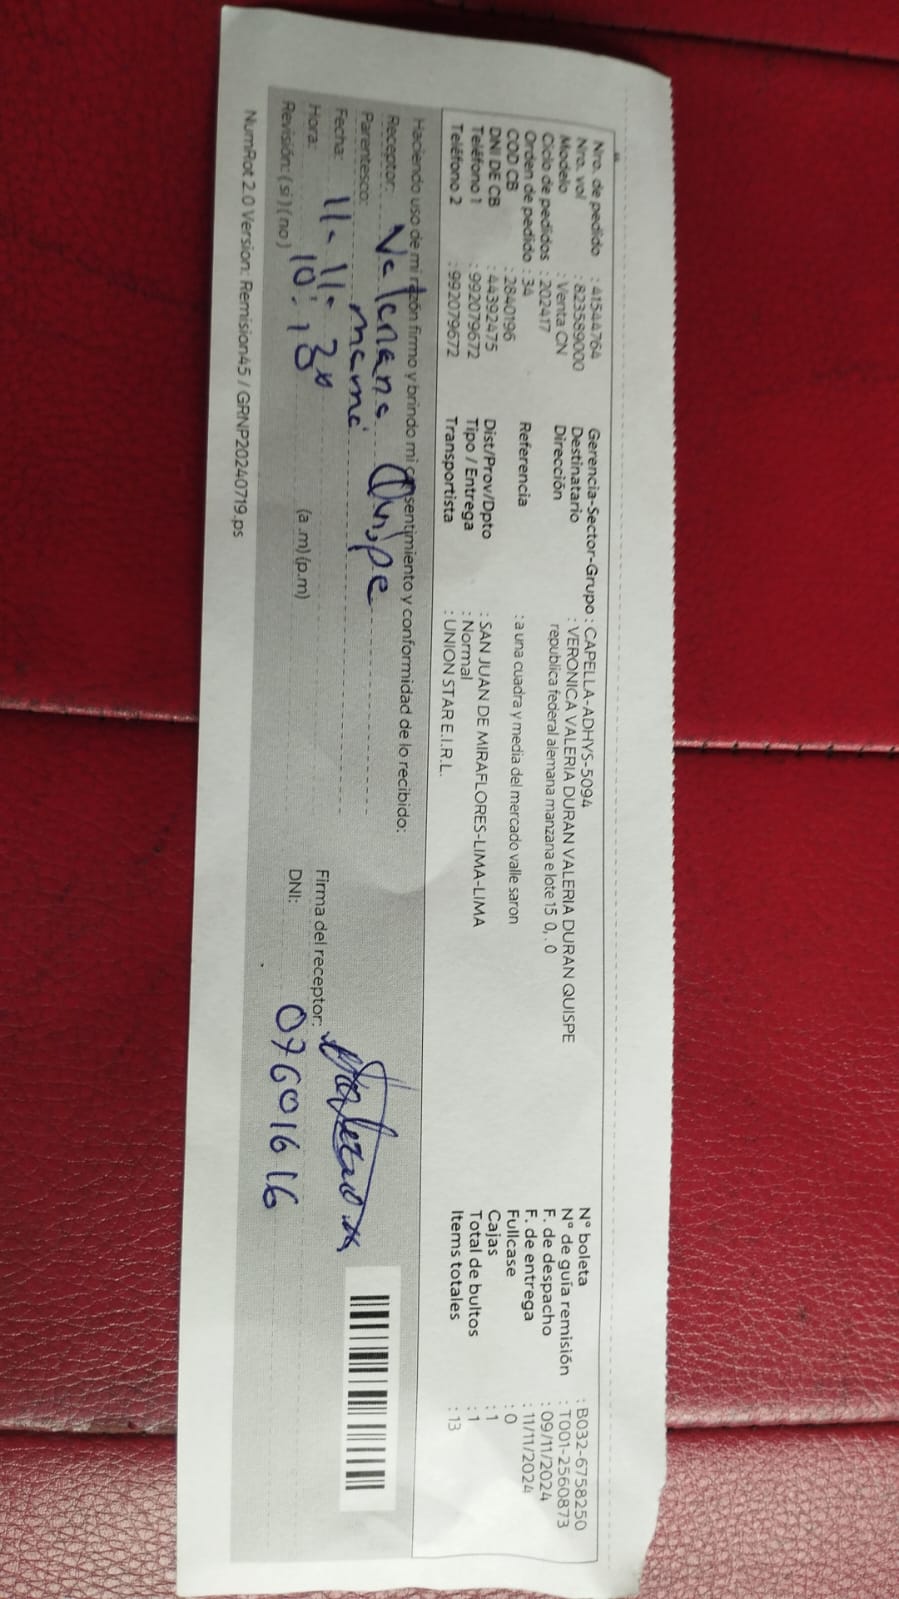 Nro. de pedido : 41544764
Nro. vol : 823589000
Modelo : Venta CN
Ciclo de pedidos : 202417
Orden de pedido : 34
COD CB : 2840196
DNI DE CB : 44392475
Teléfono 1 : 992079672
Teléfono 2 : 992079672
Gerencia-Sector-Grupo : CAPELLA-ADHYS-5094
Destinatario : VERONICA VALERIA DURAN VALERIA DURAN QUISPE
Dirección republica federal alemana manzana e lote 15 0, . 0
Referencia : a una cuadra y media del mercado valle saron
Dist/Prov/Dpto : SAN JUAN DE MIRAFLORES-LIMA-LIMA
Tipo / Entrega : Normal
Transportista : UNION STAR E.I.R.L.
N° boleta : B032-6758250
N° de guía remisión : T001-2560873
F. de despacho : 09/11/2024
F. de entrega : 11/11/2024
Fullcase : 0
Cajas : 1
Total de bultos : 1
Items totales : 13
Haciendo uso de mi razón firmo y brindo mi consentimiento y conformidad de lo recibido:
Receptor: Quispe
Parentesco: mamá
Fecha: 11-11-
Hora: 10: (a .m) (p.m)
Revisión: ( si ) ( no )
Firma del receptor:
DNI: 07601616
NumRot 2.0 Version: Remision45 / GRNP20240719.ps